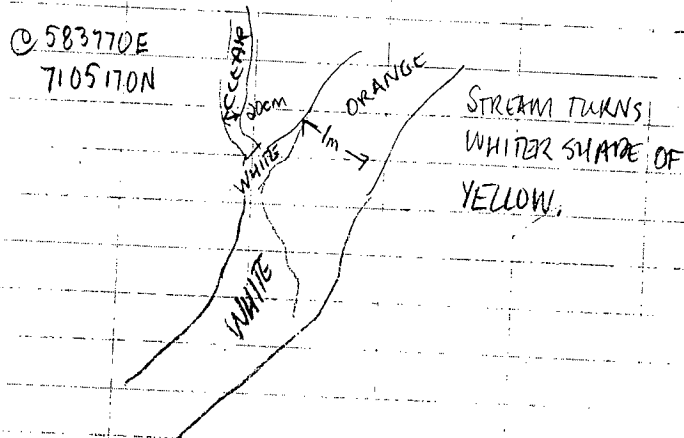 @ 583770E
7105170N
CLEAR
20cm
ORANGE
1m
WHITE
WHITE
STREAM TURNS
WHITER SHADE OF
YELLOW.